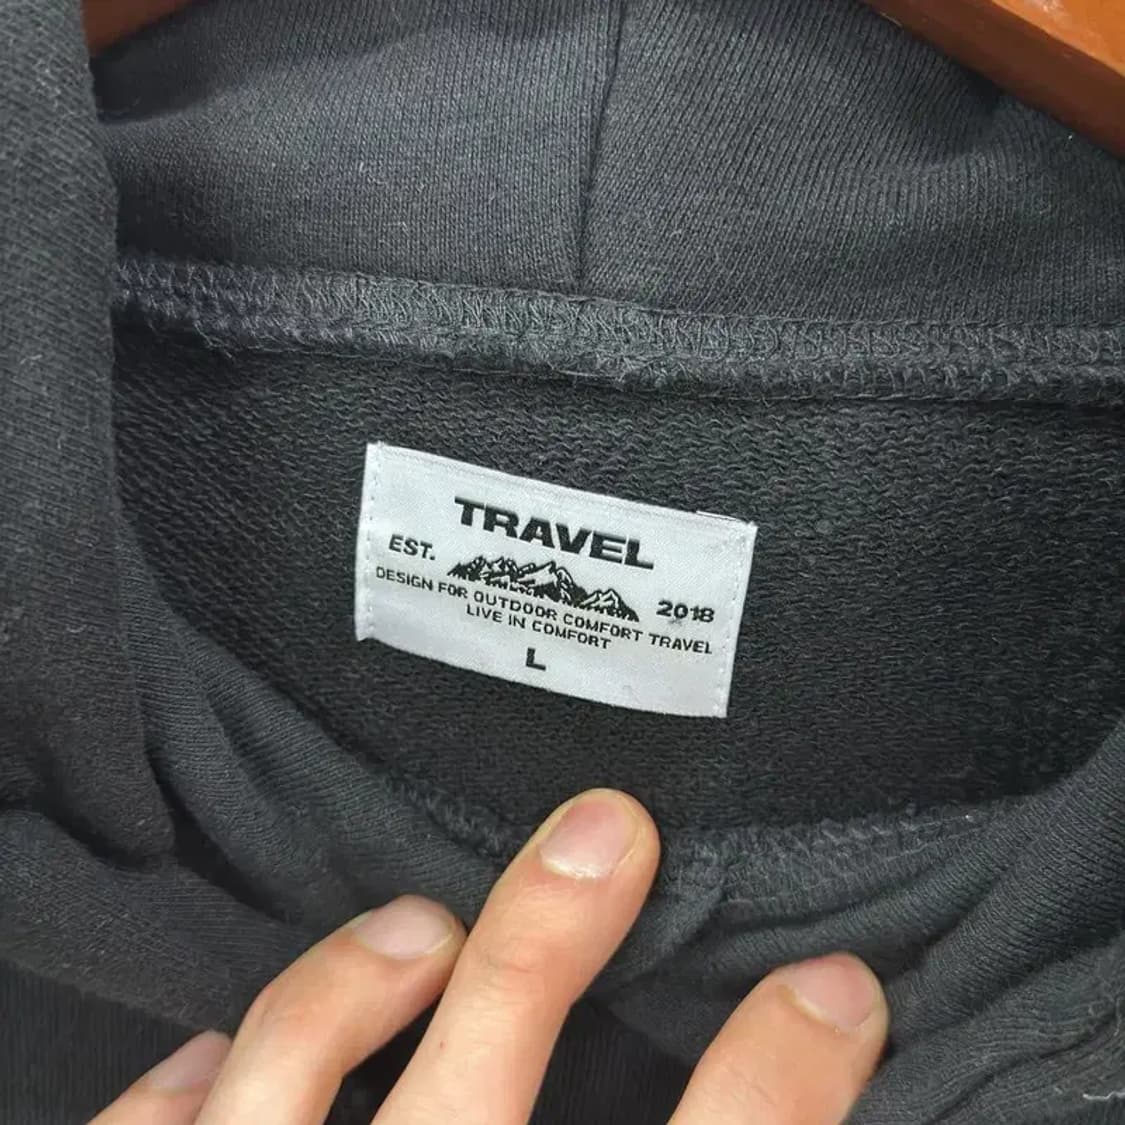 TRAVEL
EST. 2018
DESIGN FOR OUTDOOR COMFORT TRAVEL
LIVE IN COMFORT
L